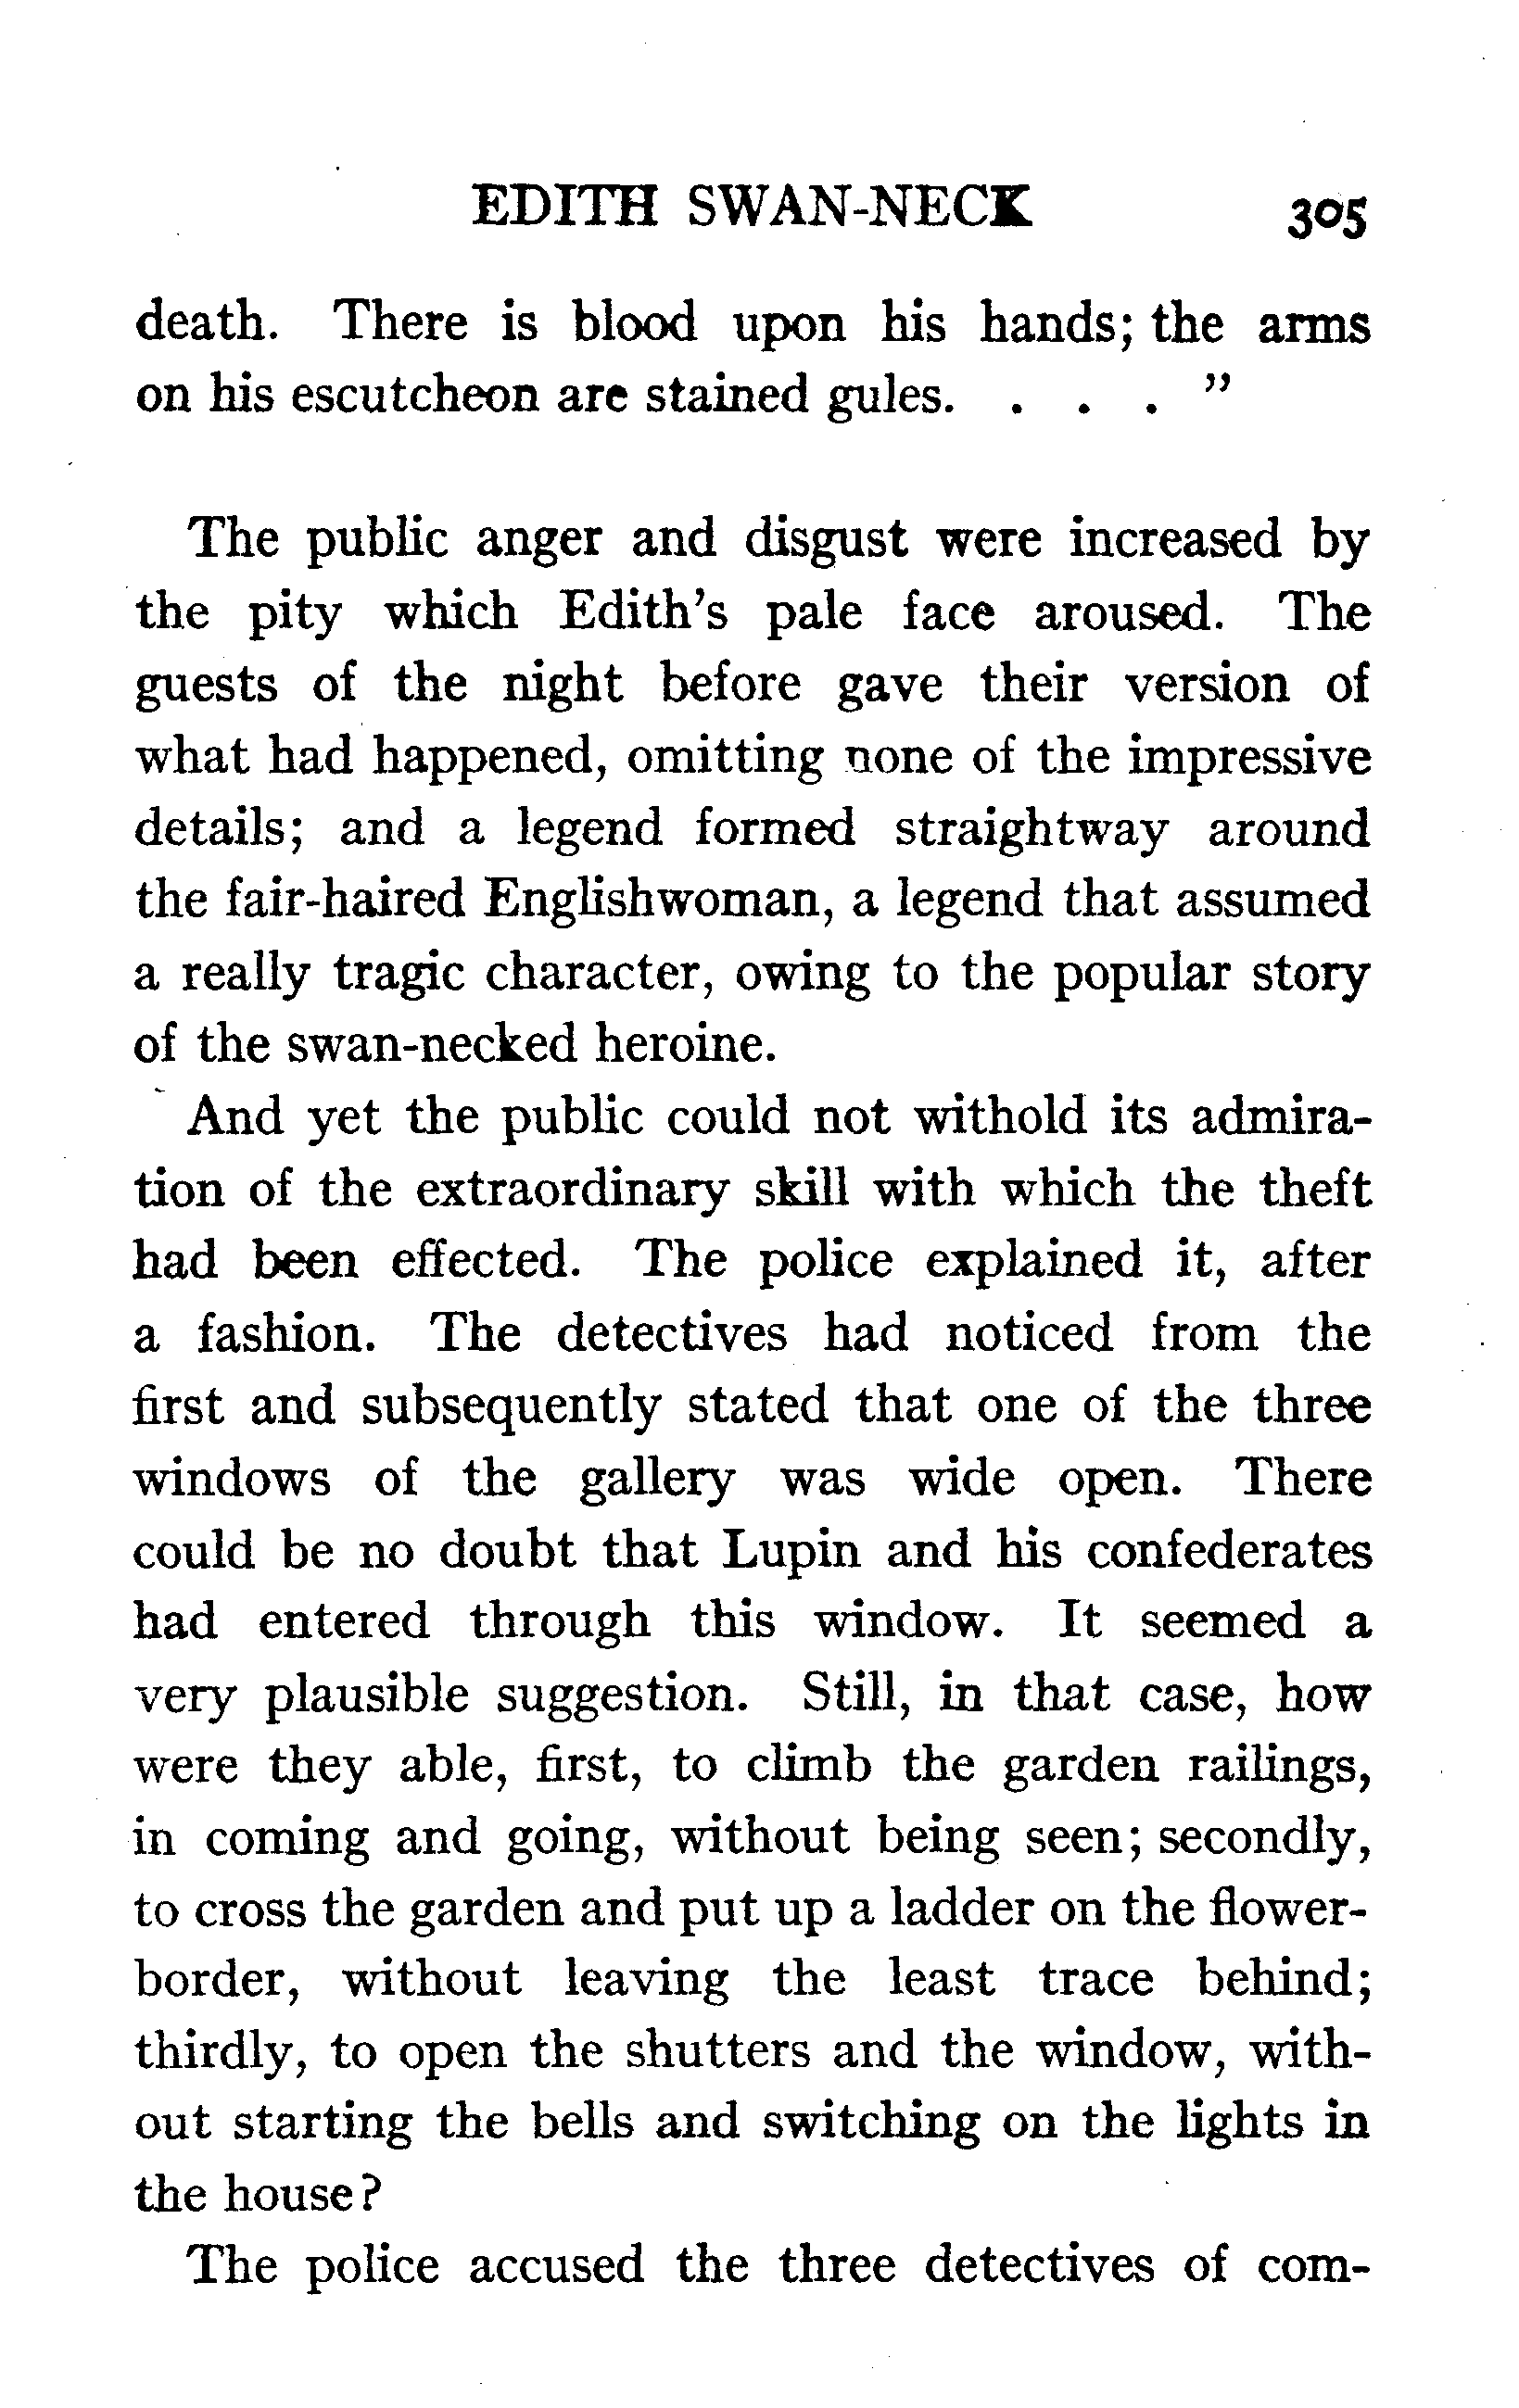 EDITH SWAN-NECK 305
death. There is blood upon his hands; the arms
on his escutcheon are stained gules. . . . "
The public anger and disgust were increased by
the pity which Edith's pale face aroused. The
guests of the night before gave their version of
what had happened, omitting none of the impressive
details; and a legend formed straightway around
the fair-haired Englishwoman, a legend that assumed
a really tragic character, owing to the popular story
of the swan-necked heroine.
And yet the public could not withold its admira-
tion of the extraordinary skill with which the theft
had been effected. The police explained it, after
a fashion. The detectives had noticed from the
first and subsequently stated that one of the three
windows of the gallery was wide open. There
could be no doubt that Lupin and his confederates
had entered through this window. It seemed a
very plausible suggestion. Still, in that case, how
were they able, first, to climb the garden railings,
in coming and going, without being seen; secondly,
to cross the garden and put up a ladder on the flower-
border, without leaving the least trace behind;
thirdly, to open the shutters and the window, with-
out starting the bells and switching on the lights in
the house?
The police accused the three detectives of com-